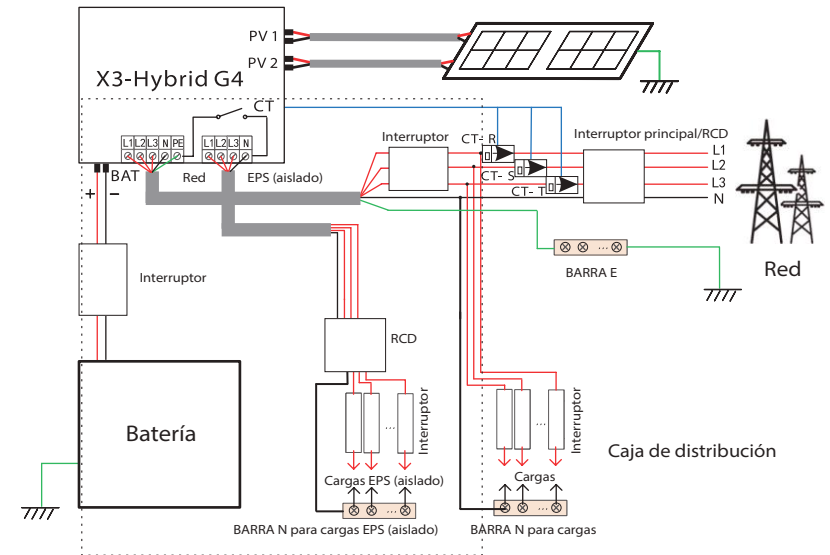 PV 1
PV 2
X3-Hybrid G4
CT
L1 L2 L3 N PE
L1 L2 L3 N
+ BAT −
Red
EPS (aislado)
Interruptor
CT- R
CT- S
CT- T
Interruptor principal/RCD
L1
L2
L3
N
Red
BARRA E
...
Interruptor
RCD
Batería
...
Interruptor
Cargas EPS (aislado)
...
BARRA N para cargas EPS (aislado)
...
Interruptor
Cargas
...
BARRA N para cargas
Caja de distribución